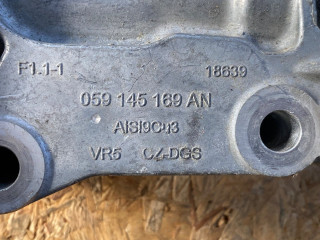 F1.1-1 18639
059 145 169 AN
AlSi9Cu3
VR5 CZ-DGS